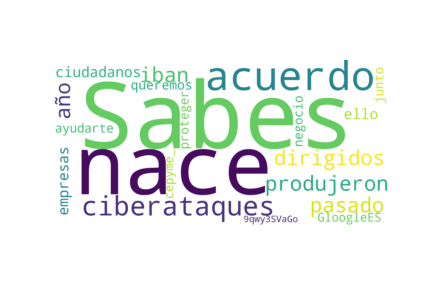 ciudadanos
iban
acuerdo
queremos
junto
año
Sabes
ayudarte
proteger
negocio
ello
empresas
nace
cepyme
dirigidos
produjeron
ciberataques
pasado
9qwy3SVaGo
GloogleES